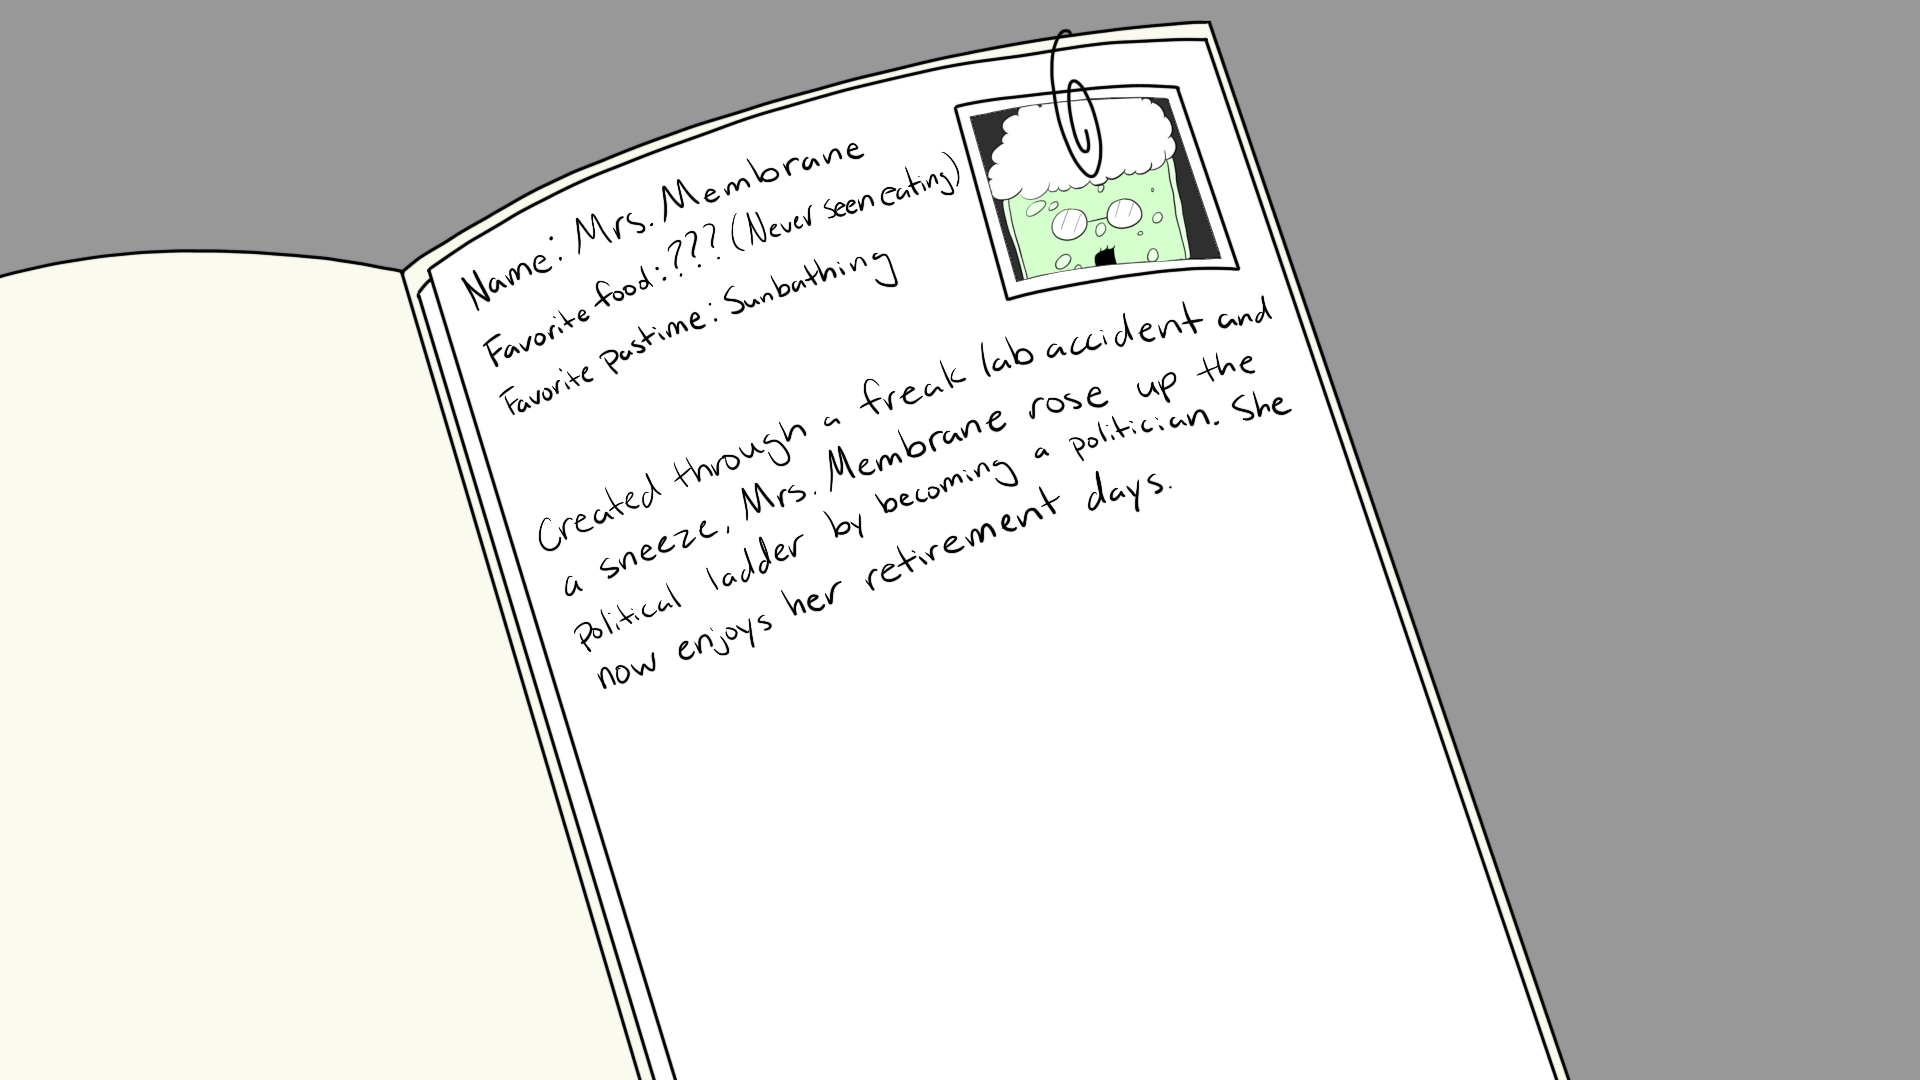 Name: Mrs. Membrane
Favorite food: ??? (Never seen eating)
Favorite pastime: Sunbathing
Created through a freak lab accident and
a sneeze, Mrs. Membrane rose up the
political ladder by becoming a politician. She
now enjoys her retirement days.